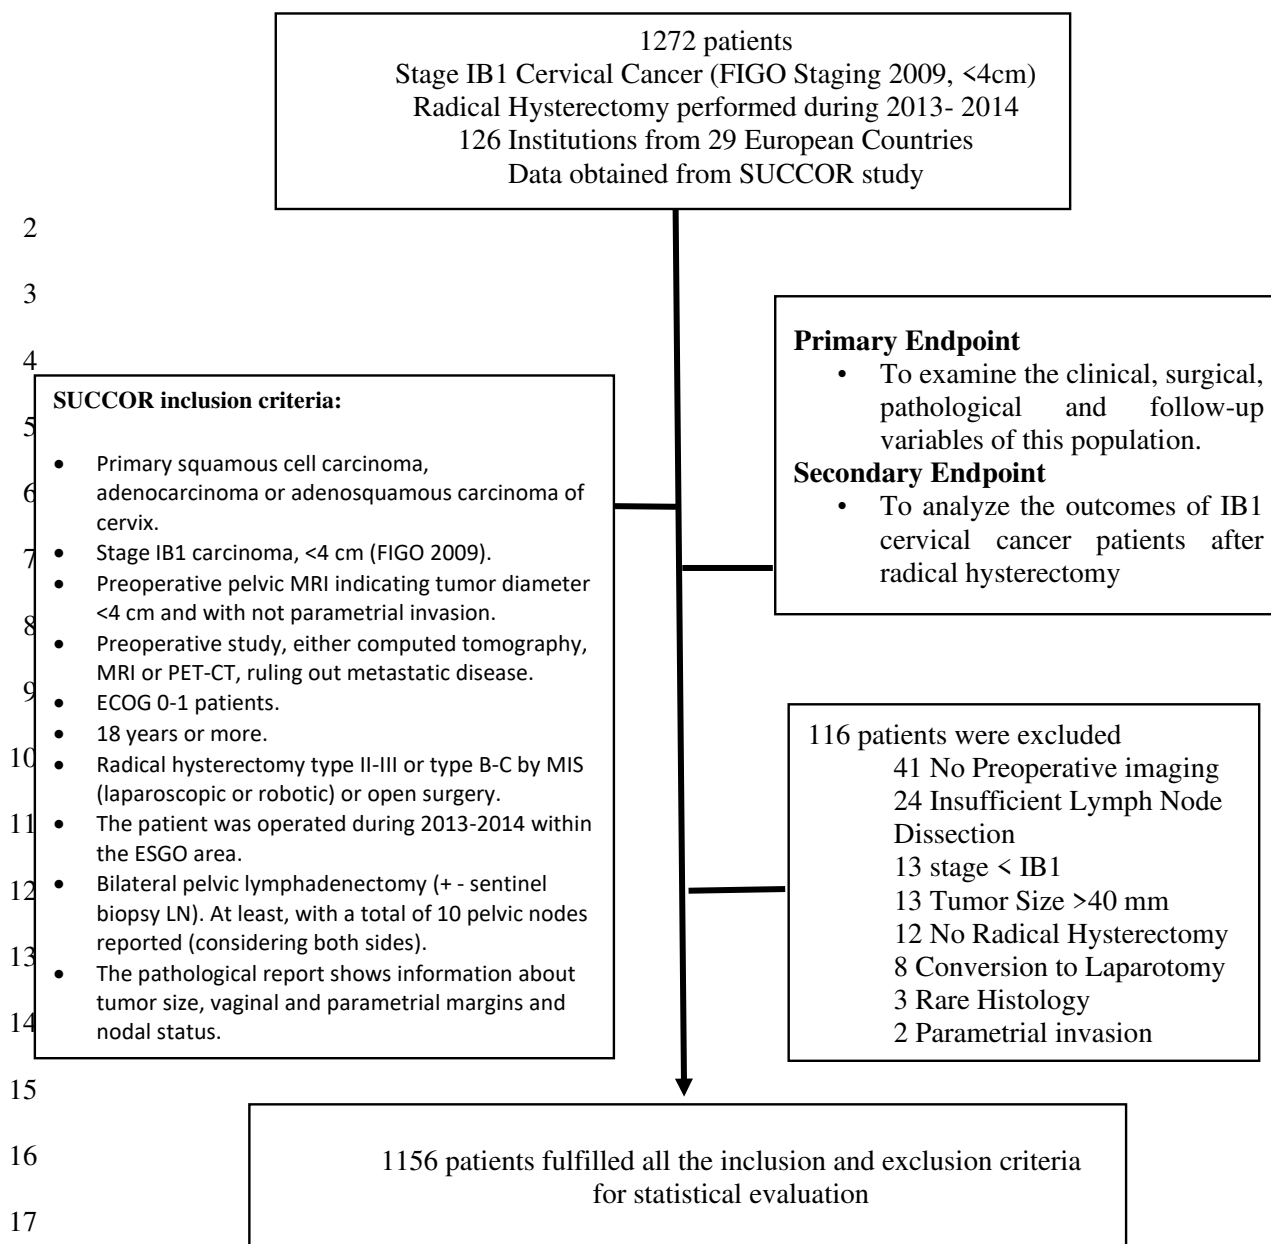 1272 patients
Stage IB1 Cervical Cancer (FIGO Staging 2009, <4cm)
Radical Hysterectomy performed during 2013- 2014
126 Institutions from 29 European Countries
Data obtained from SUCCOR study
2
3
4
5
6
7
8
9
10
11
12
13
14
15
16
17
Primary Endpoint
• To examine the clinical, surgical,
pathological and follow-up
variables of this population.
Secondary Endpoint
• To analyze the outcomes of IB1
cervical cancer patients after
radical hysterectomy
SUCCOR inclusion criteria:
• Primary squamous cell carcinoma,
adenocarcinoma or adenosquamous carcinoma of
cervix.
• Stage IB1 carcinoma, <4 cm (FIGO 2009).
• Preoperative pelvic MRI indicating tumor diameter
<4 cm and with not parametrial invasion.
• Preoperative study, either computed tomography,
MRI or PET-CT, ruling out metastatic disease.
• ECOG 0-1 patients.
• 18 years or more.
• Radical hysterectomy type II-III or type B-C by MIS
(laparoscopic or robotic) or open surgery.
• The patient was operated during 2013-2014 within
the ESGO area.
• Bilateral pelvic lymphadenectomy (+ - sentinel
biopsy LN). At least, with a total of 10 pelvic nodes
reported (considering both sides).
• The pathological report shows information about
tumor size, vaginal and parametrial margins and
nodal status.
116 patients were excluded
41 No Preoperative imaging
24 Insufficient Lymph Node
Dissection
13 stage < IB1
13 Tumor Size >40 mm
12 No Radical Hysterectomy
8 Conversion to Laparotomy
3 Rare Histology
2 Parametrial invasion
1156 patients fulfilled all the inclusion and exclusion criteria
for statistical evaluation